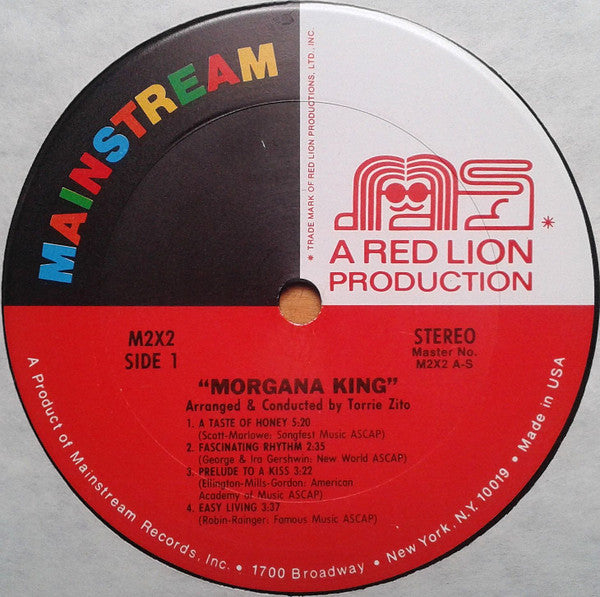 MAINSTREAM
* TRADE MARK OF RED LION PRODUCTIONS, LTD., INC.
ms *
A RED LION
PRODUCTION
M2X2
SIDE 1
STEREO
Master No.
M2X2 A-S
"MORGANA KING"
Arranged & Conducted by Torrie Zito
1. A TASTE OF HONEY 5:20
(Scott-Marlowe: Songfest Music ASCAP)
2. FASCINATING RHYTHM 2:35
(George & Ira Gershwin: New World ASCAP)
3. PRELUDE TO A KISS 3:22
(Ellington-Mills-Gordon: American
Academy of Music ASCAP)
4. EASY LIVING 3:37
(Robin-Rainger: Famous Music ASCAP)
A Product of Mainstream Records, Inc. • 1700 Broadway • New York, N.Y. 10019 • Made in USA